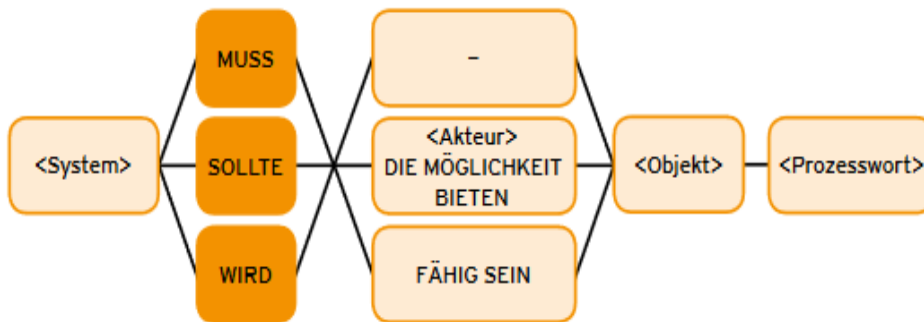 <System>
MUSS
SOLLTE
WIRD
–
<Akteur>
DIE MÖGLICHKEIT
BIETEN
FÄHIG SEIN
<Objekt>
<Prozesswort>